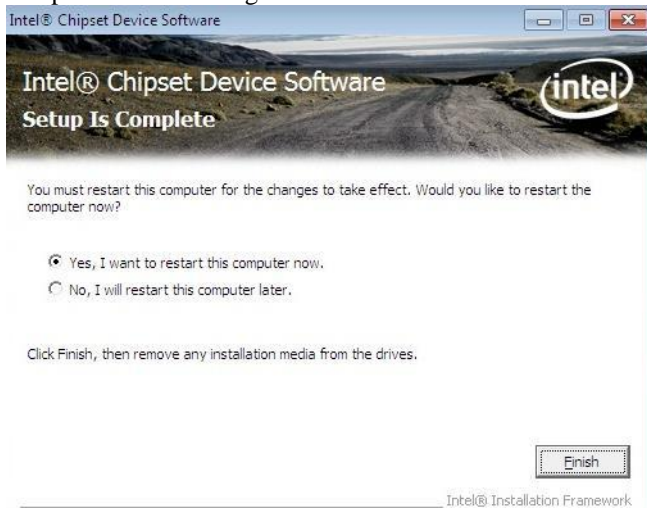 Intel® Chipset Device Software
Intel® Chipset Device Software
intel
Setup Is Complete
You must restart this computer for the changes to take effect. Would you like to restart the
computer now?
Yes, I want to restart this computer now.
No, I will restart this computer later.
Click Finish, then remove any installation media from the drives.
Finish
Intel® Installation Framework